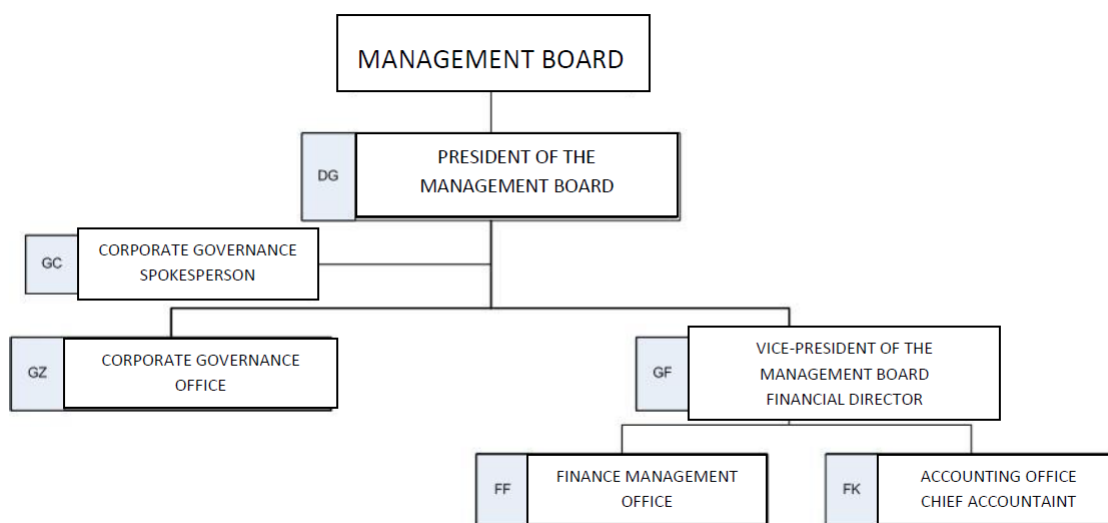 MANAGEMENT BOARD
DG
PRESIDENT OF THE
MANAGEMENT BOARD
GC
CORPORATE GOVERNANCE
SPOKESPERSON
GZ
CORPORATE GOVERNANCE
OFFICE
GF
VICE-PRESIDENT OF THE
MANAGEMENT BOARD
FINANCIAL DIRECTOR
FF
FINANCE MANAGEMENT
OFFICE
FK
ACCOUNTING OFFICE
CHIEF ACCOUNTAINT